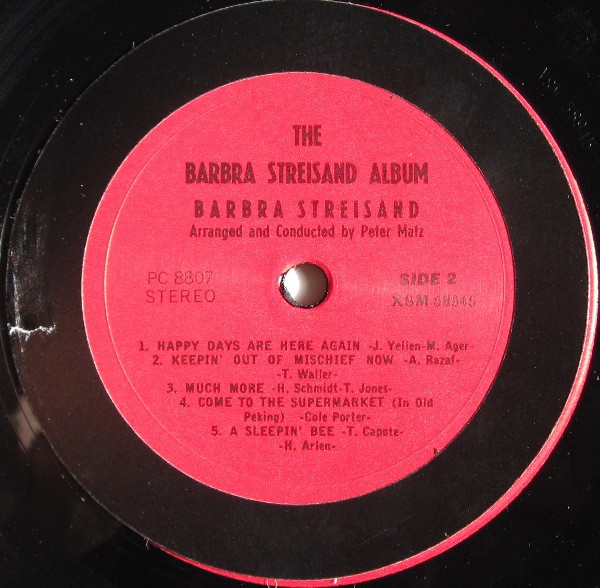 THE
BARBRA STREISAND ALBUM
BARBRA STREISAND
Arranged and Conducted by Peter Matz
PC 8807 SIDE 2
STEREO XSM
1. HAPPY DAYS ARE HERE AGAIN -J. Yellen-M. Ager-
2. KEEPIN' OUT OF MISCHIEF NOW -A. Razaf-
-T. Waller-
3. MUCH MORE -H. Schmidt-T. Jones-
4. COME TO THE SUPERMARKET (In Old
Peking) -Cole Porter-
5. A SLEEPIN' BEE -T. Capote-
-H. Arlen-